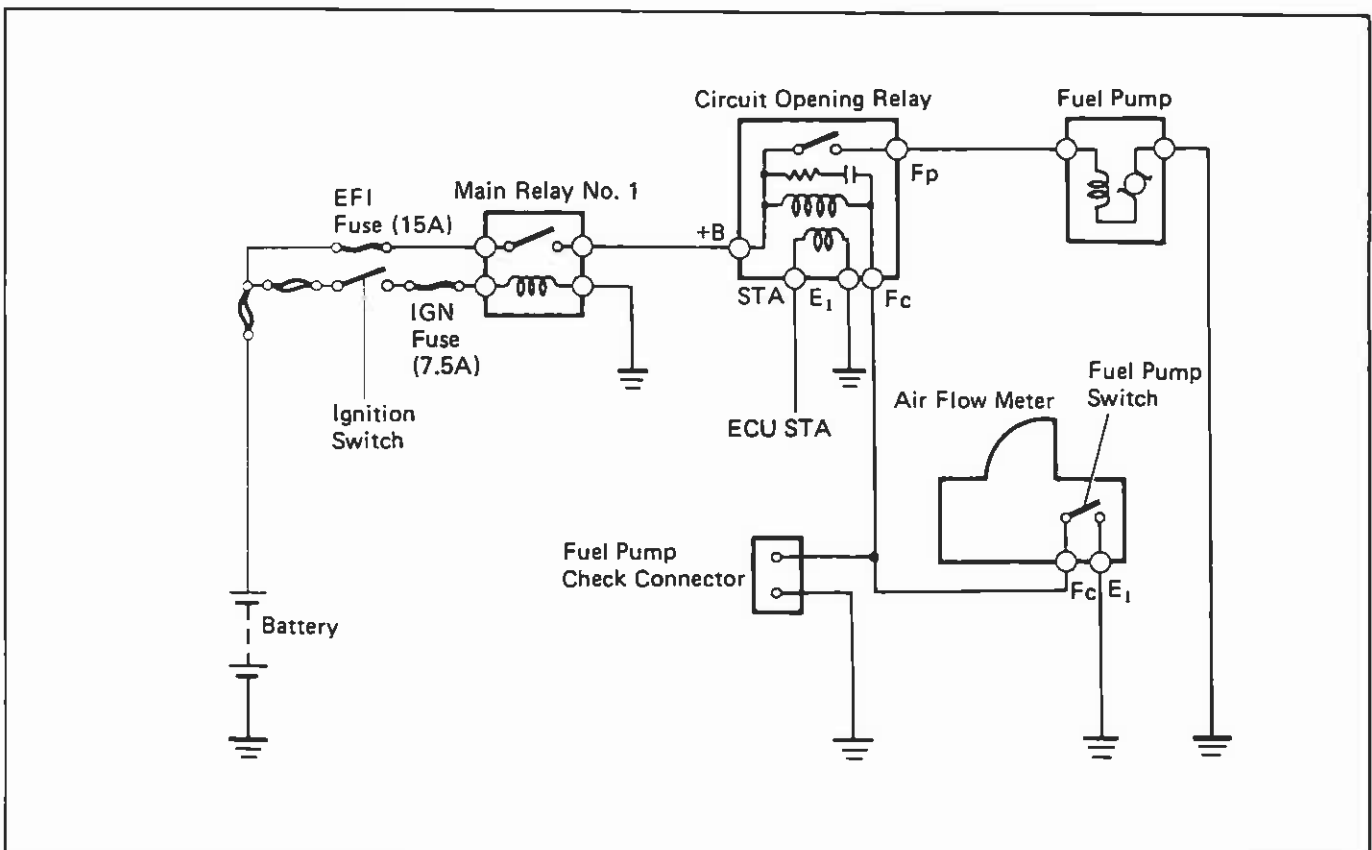 Circuit Opening Relay
Fuel Pump
Main Relay No. 1
EFI
Fuse (15A)
+B
Fp
STA
E₁
Fc
IGN
Fuse
(7.5A)
Ignition
Switch
ECU STA
Air Flow Meter
Fuel Pump
Switch
Fuel Pump
Check Connector
Fc
E₁
Battery